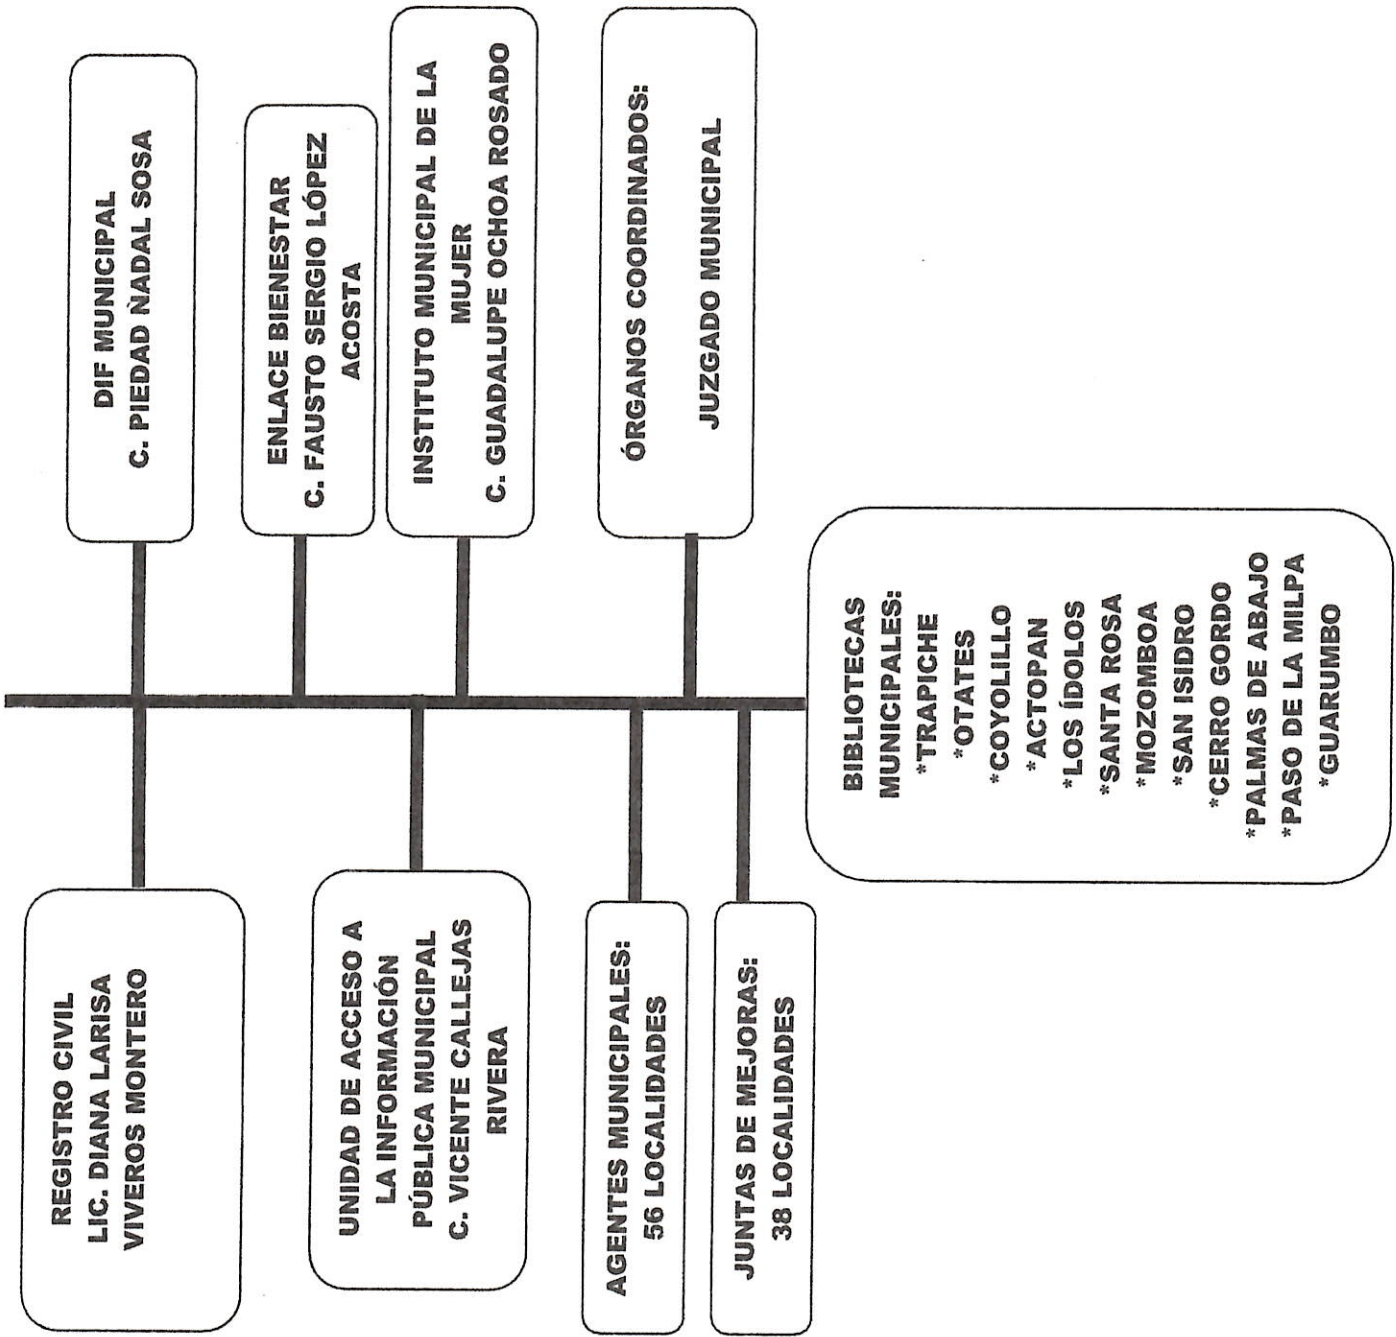 REGISTRO CIVIL
LIC. DIANA LARISA
VIVEROS MONTERO
DIF MUNICIPAL
C. PIEDAD ÑADAL SOSA
ENLACE BIENESTAR
C. FAUSTO SERGIO LÓPEZ
ACOSTA
UNIDAD DE ACCESO A
LA INFORMACIÓN
PÚBLICA MUNICIPAL
C. VICENTE CALLEJAS
RIVERA
INSTITUTO MUNICIPAL DE LA
MUJER
C. GUADALUPE OCHOA ROSADO
AGENTES MUNICIPALES:
56 LOCALIDADES
ÓRGANOS COORDINADOS:
JUZGADO MUNICIPAL
JUNTAS DE MEJORAS:
38 LOCALIDADES
BIBLIOTECAS
MUNICIPALES:
*TRAPICHE
*OTATES
*COYOLILLO
*ACTOPAN
*LOS ÍDOLOS
*SANTA ROSA
*MOZOMBOA
*SAN ISIDRO
*CERRO GORDO
*PALMAS DE ABAJO
*PASO DE LA MILPA
*GUARUMBO